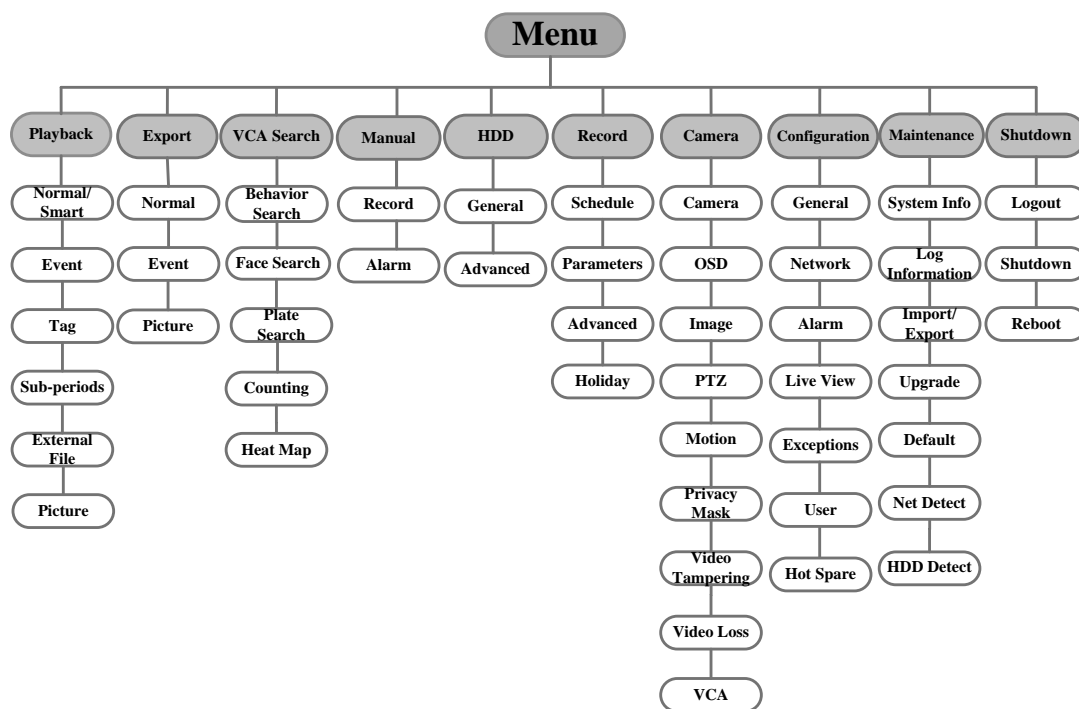 Menu
Playback
Export
VCA Search
Manual
HDD
Record
Camera
Configuration
Maintenance
Shutdown
Normal/
Smart
Event
Tag
Sub-periods
External
File
Picture
Normal
Event
Picture
Behavior
Search
Face Search
Plate
Search
Counting
Heat Map
Record
Alarm
General
Advanced
Schedule
Parameters
Advanced
Holiday
Camera
OSD
Image
PTZ
Motion
Privacy
Mask
Video
Tampering
Video Loss
VCA
General
Network
Alarm
Live View
Exceptions
User
Hot Spare
System Info
Log
Information
Import/
Export
Upgrade
Default
Net Detect
HDD Detect
Logout
Shutdown
Reboot